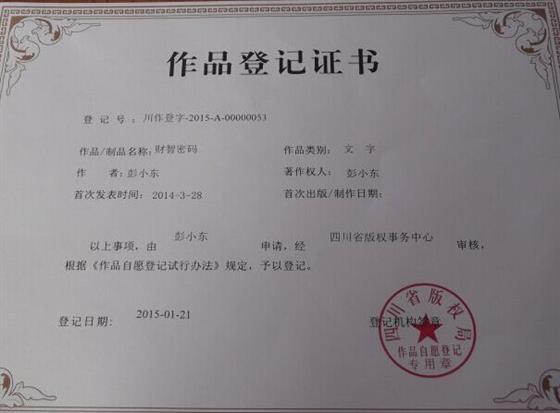 作品登记证书
登 记 号：川作登字-2015-A-00000053
作品/制品名称：财智密码 作品类别：文 字
作 者：彭小东 著作权人：彭小东
首次发表时间：2014-3-28 首次出版/制作日期：
以上事项，由 彭小东 申请，经 四川省版权事务中心 审核，
根据《作品自愿登记试行办法》规定，予以登记。
登记日期： 2015-01-21 登记机构签章
四川省版权局
作品自愿登记
专用章